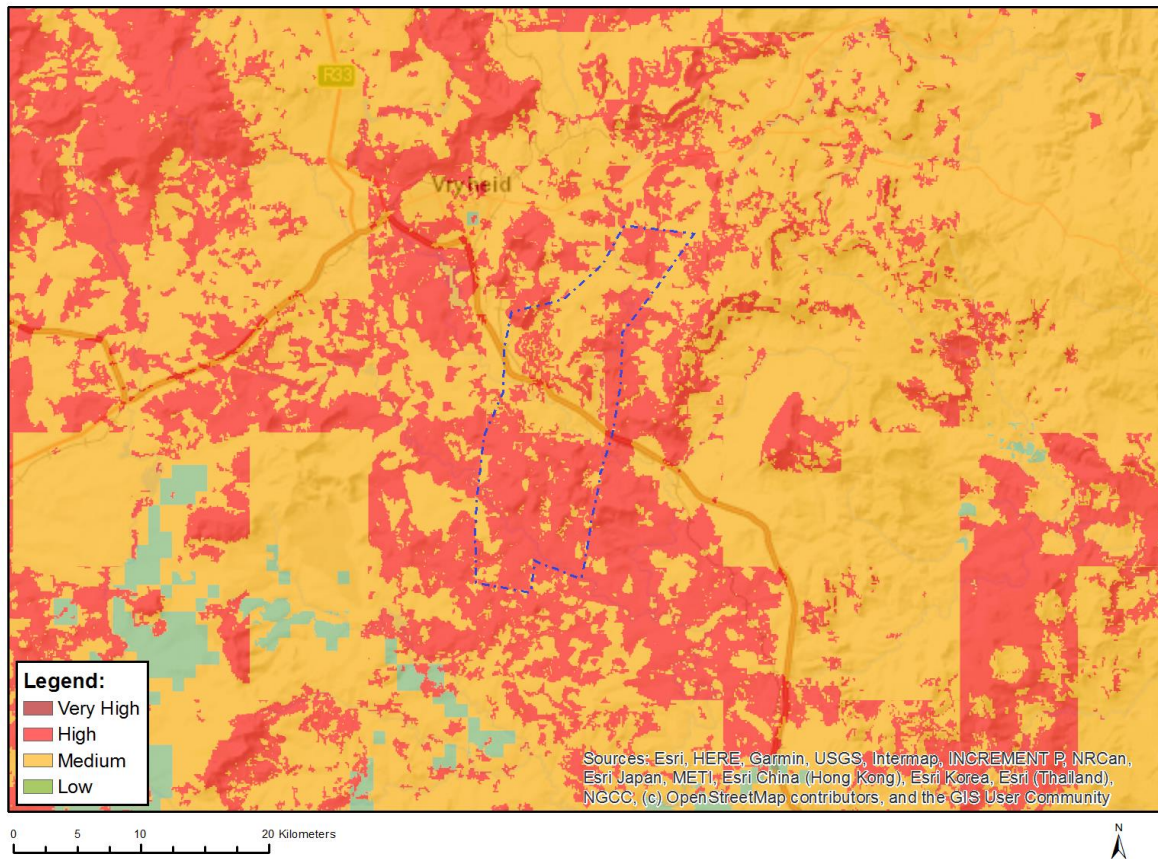 R33
Vryheid
Legend:
Very High
High
Medium
Low
Sources: Esri, HERE, Garmin, USGS, Intermap, INCREMENT P, NRCan,
Esri Japan, METI, Esri China (Hong Kong), Esri Korea, Esri (Thailand),
NGCC, (c) OpenStreetMap contributors, and the GIS User Community
0 5 10 20 Kilometers
N